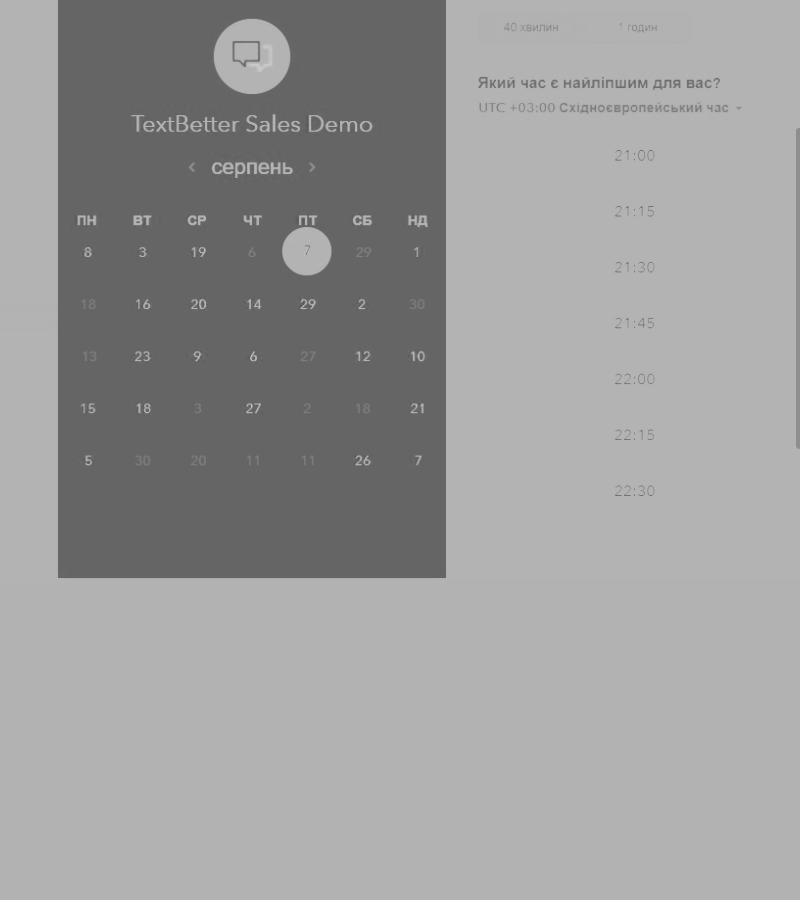 TextBetter Sales Demo
серпень
ПН ВТ СР ЧТ ПТ СБ НД
8 3 19 6 7 29 1
18 16 20 14 29 2 30
13 23 9 6 27 12 10
15 18 3 27 2 18 21
5 30 20 11 11 26 7
40 хвилин 1 годин
Який час є найліпшим для вас?
UTC +03:00 Східноєвропейський час
21:00
21:15
21:30
21:45
22:00
22:15
22:30